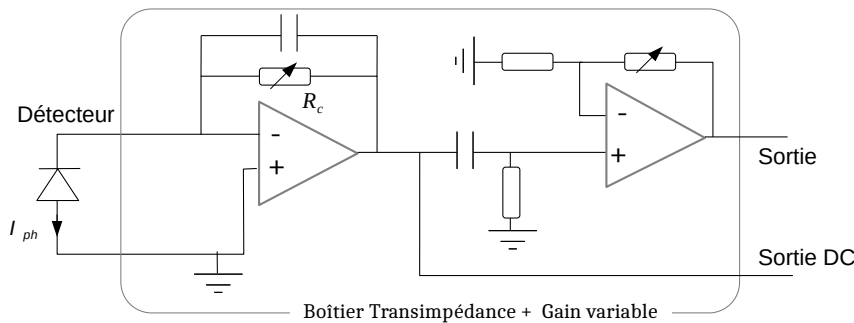 Détecteur
R_c
-
+
-
+
Sortie
I_ph
Sortie DC
Boîtier Transimpédance + Gain variable